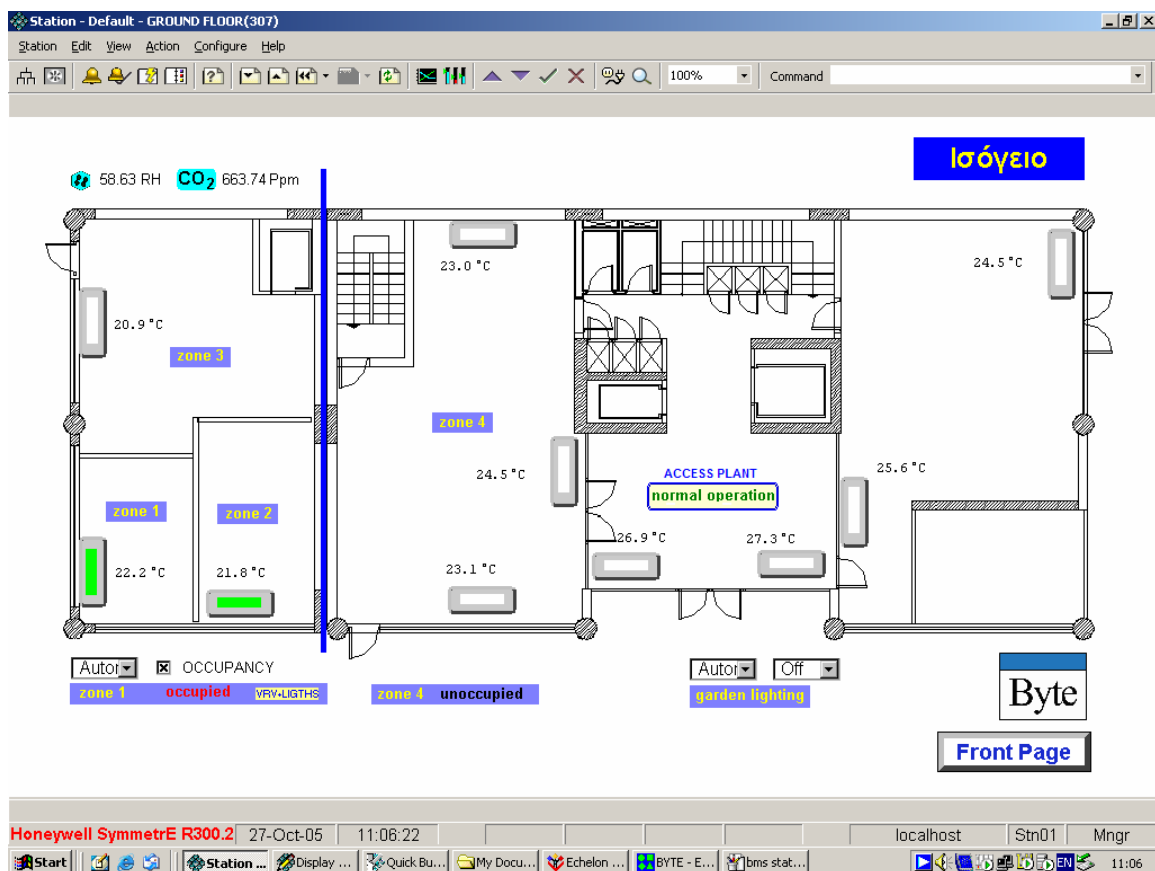 Station - Default - GROUND FLOOR(307)
Station Edit View Action Configure Help
100% Command
Ισόγειο
58.63 RH CO2 663.74 Ppm
23.0 °C
24.5 °C
20.9 °C
zone 3
zone 4
24.5 °C
ACCESS PLANT
25.6 °C
normal operation
zone 1
zone 2
26.9 °C
27.3 °C
22.2 °C
21.8 °C
23.1 °C
Autor
OCCUPANCY
Autor
Off
zone 1 occupied VRV+LIGTHS
zone 4 unoccupied
garden lighting
Byte
Front Page
Honeywell SymmetrE R300.2 27-Oct-05 11:06:22 localhost Stn01 Mngr
Start Station ... Display ... Quick Bu... My Docu... Echelon ... BYTE - E... bms stat... EN 11:06